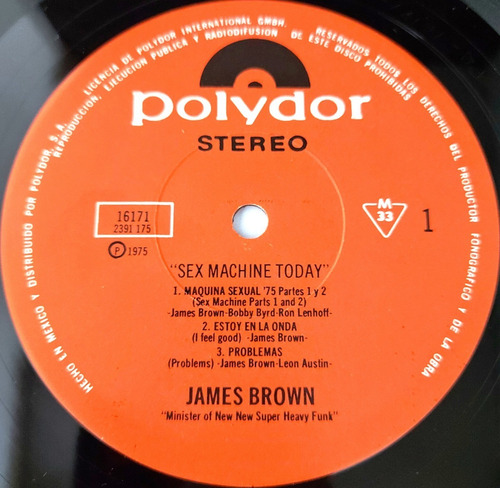 LICENCIA DE POLYDOR INTERNATIONAL GMBH. RESERVADOS TODOS LOS DERECHOS DEL PRODUCTOR FONOGRAFICO Y DE LA OBRA
HECHO EN MEXICO Y DISTRIBUIDO POR POLYDOR, S.A.
REPRODUCCION, EJECUCION PUBLICA Y RADIODIFUSION DE ESTE DISCO PROHIBIDAS
polydor
STEREO
16171
2391 175
P 1975
M
33
1
"SEX MACHINE TODAY"
1. MAQUINA SEXUAL '75 Partes 1 y 2
(Sex Machine Parts 1 and 2)
-James Brown-Bobby Byrd-Ron Lenhoff-
2. ESTOY EN LA ONDA
(I feel good) -James Brown-
3. PROBLEMAS
(Problems) -James Brown-Leon Austin-
JAMES BROWN
"Minister of New New Super Heavy Funk"